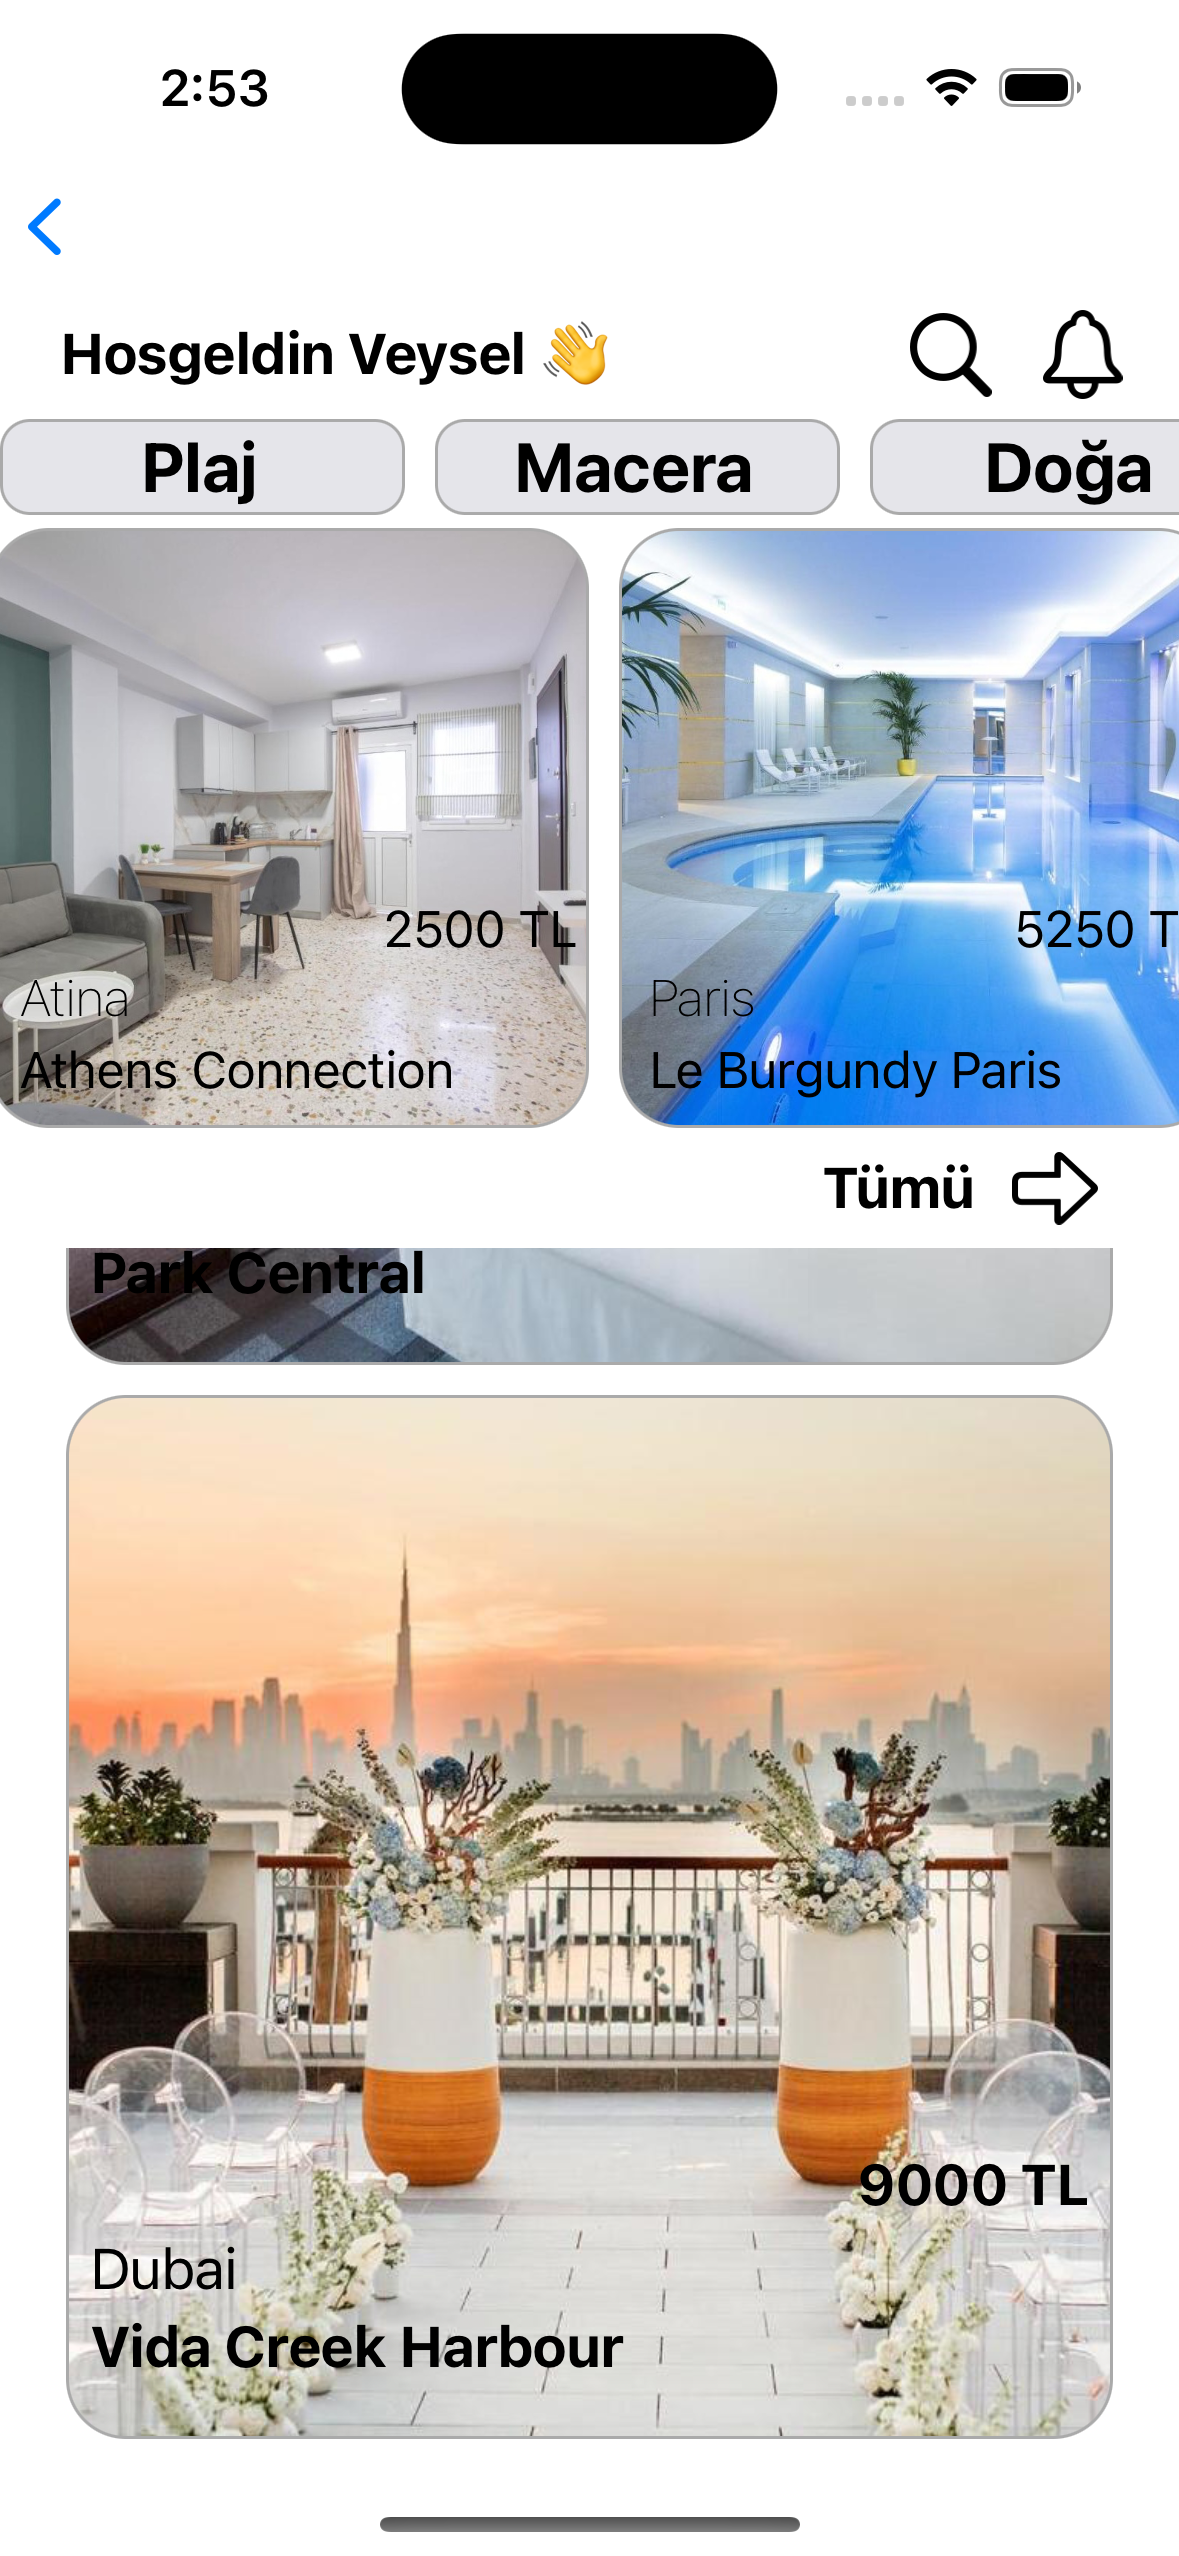 2:53
Hosgeldin Veysel 👋
Plaj
Macera
Doğa
2500 TL
Atina
Athens Connection
5250 T
Paris
Le Burgundy Paris
Tümü
Park Central
9000 TL
Dubai
Vida Creek Harbour